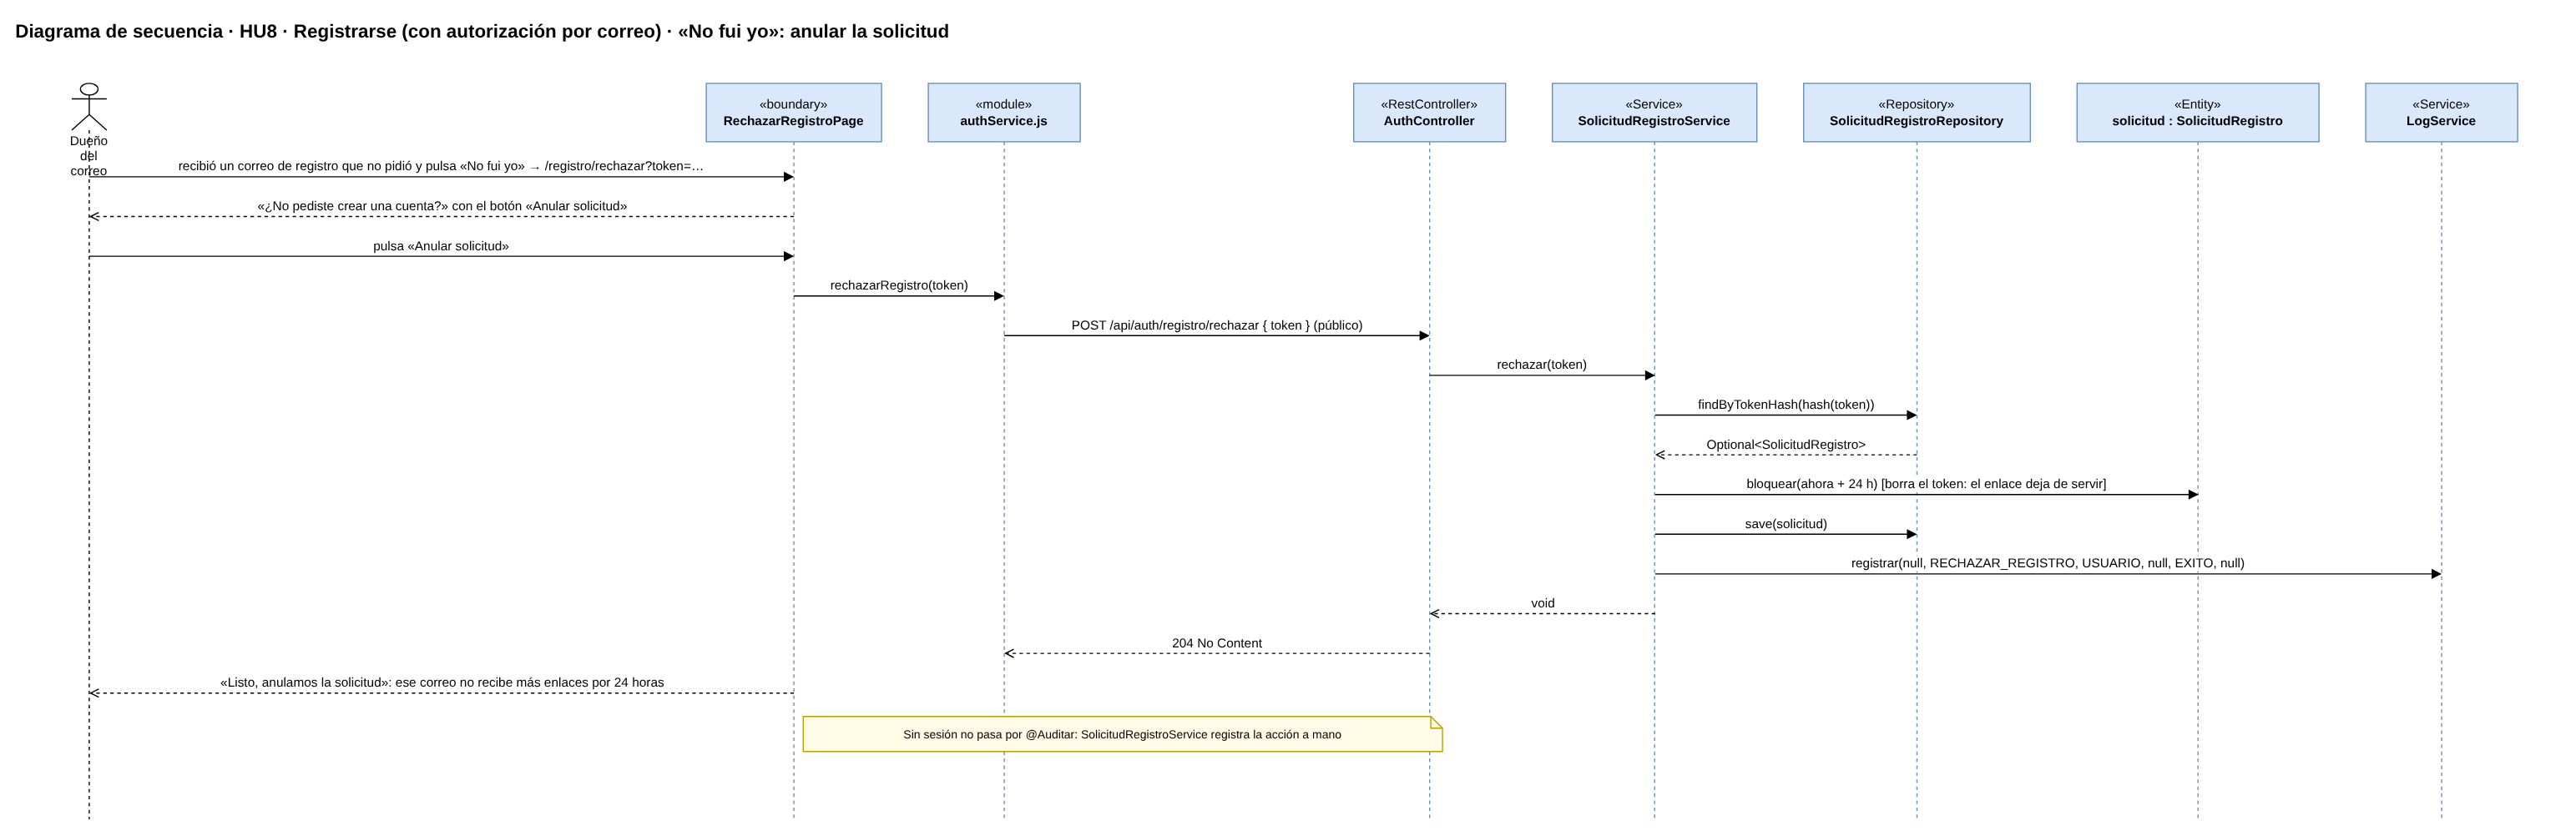 Diagrama de secuencia · HU8 · Registrarse (con autorización por correo) · «No fui yo»: anular la solicitud
Dueño
del
correo
«boundary»
RechazarRegistroPage
«module»
authService.js
«RestController»
AuthController
«Service»
SolicitudRegistroService
«Repository»
SolicitudRegistroRepository
«Entity»
solicitud : SolicitudRegistro
«Service»
LogService
recibió un correo de registro que no pidió y pulsa «No fui yo» → /registro/rechazar?token=…
«¿No pediste crear una cuenta?» con el botón «Anular solicitud»
pulsa «Anular solicitud»
rechazarRegistro(token)
POST /api/auth/registro/rechazar { token } (público)
rechazar(token)
findByTokenHash(hash(token))
Optional<SolicitudRegistro>
bloquear(ahora + 24 h) [borra el token: el enlace deja de servir]
save(solicitud)
registrar(null, RECHAZAR_REGISTRO, USUARIO, null, EXITO, null)
void
204 No Content
«Listo, anulamos la solicitud»: ese correo no recibe más enlaces por 24 horas
Sin sesión no pasa por @Auditar: SolicitudRegistroService registra la acción a mano